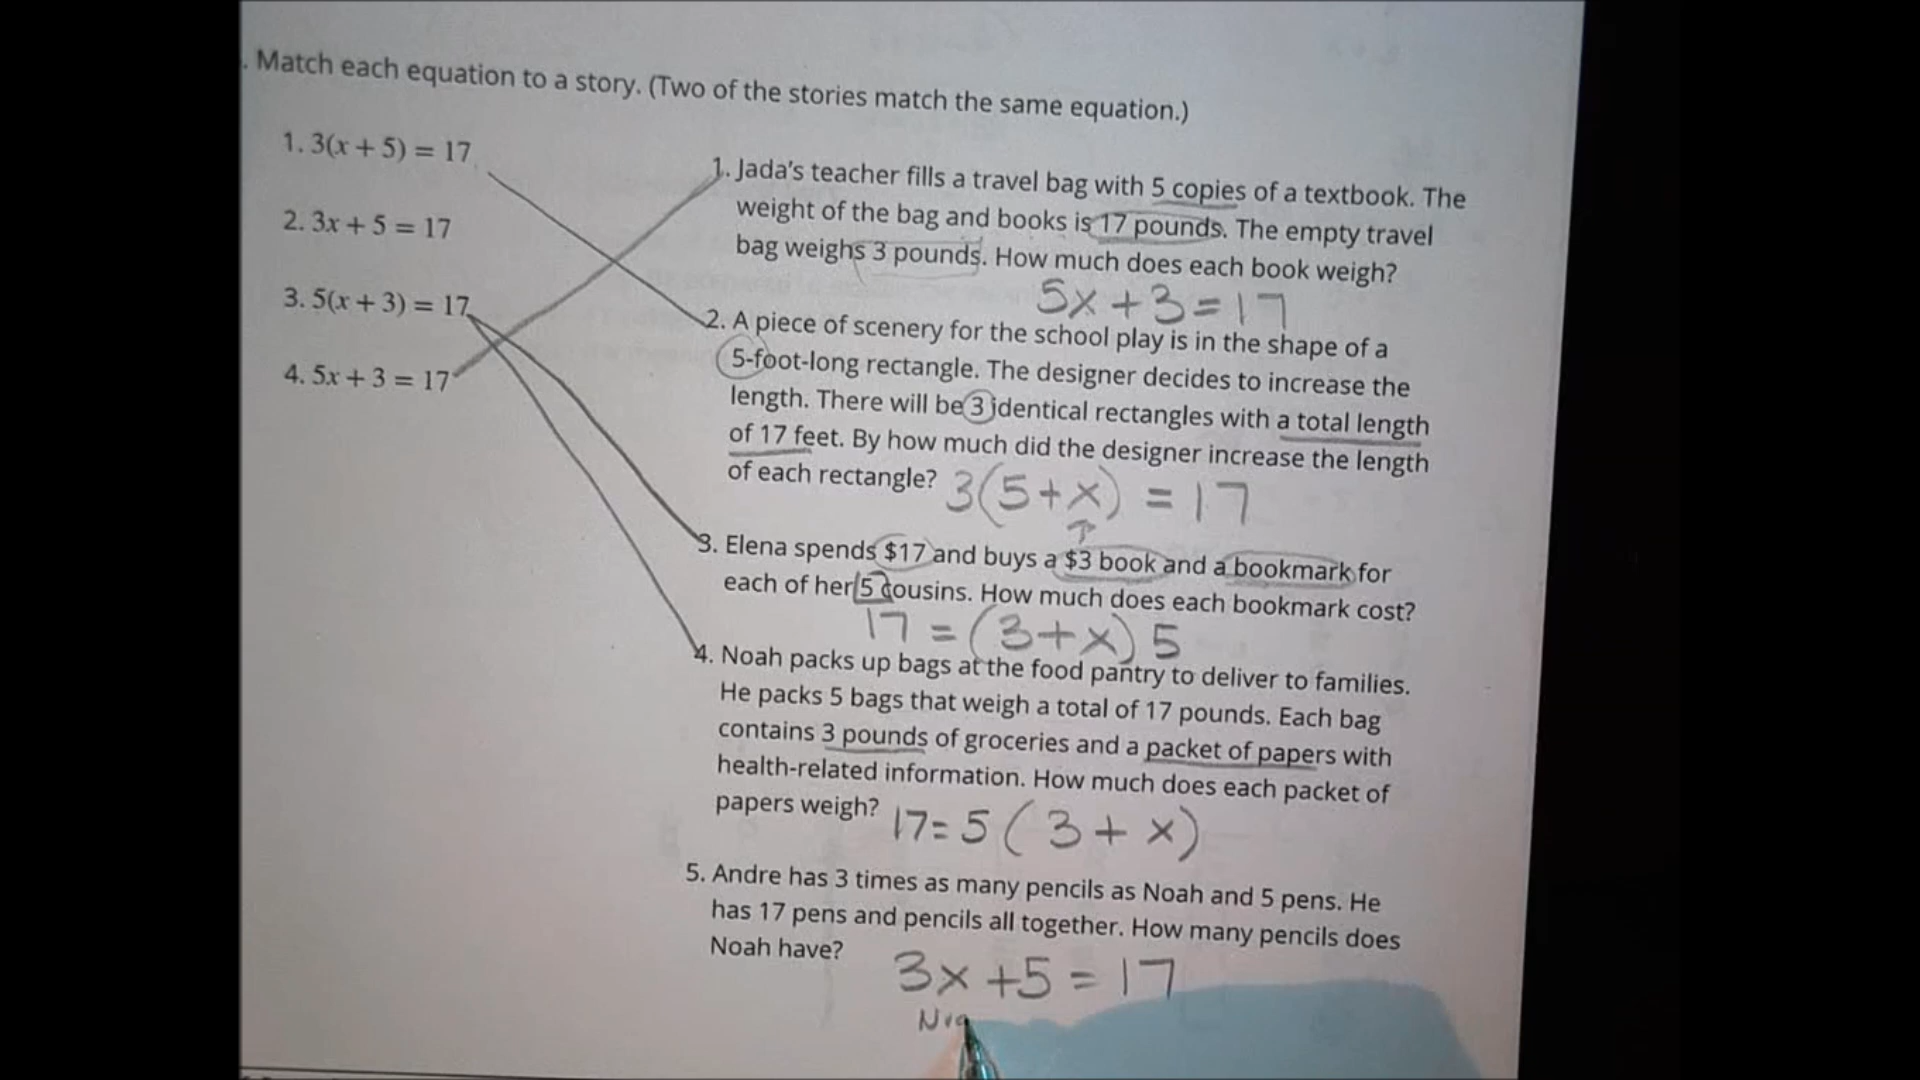 . Match each equation to a story. (Two of the stories match the same equation.)
1. 3(x + 5) = 17
2. 3x + 5 = 17
3. 5(x + 3) = 17
4. 5x + 3 = 17
1. Jada's teacher fills a travel bag with 5 copies of a textbook. The
weight of the bag and books is 17 pounds. The empty travel
bag weighs 3 pounds. How much does each book weigh?
5x + 3 = 17
2. A piece of scenery for the school play is in the shape of a
5-foot-long rectangle. The designer decides to increase the
length. There will be 3 identical rectangles with a total length
of 17 feet. By how much did the designer increase the length
of each rectangle? 3(5 + x) = 17
3. Elena spends $17 and buys a $3 book and a bookmark for
each of her 5 cousins. How much does each bookmark cost?
17 = (3 + x) 5
4. Noah packs up bags at the food pantry to deliver to families.
He packs 5 bags that weigh a total of 17 pounds. Each bag
contains 3 pounds of groceries and a packet of papers with
health-related information. How much does each packet of
papers weigh? 17 = 5 ( 3 + x)
5. Andre has 3 times as many pencils as Noah and 5 pens. He
has 17 pens and pencils all together. How many pencils does
Noah have?
3x + 5 = 17